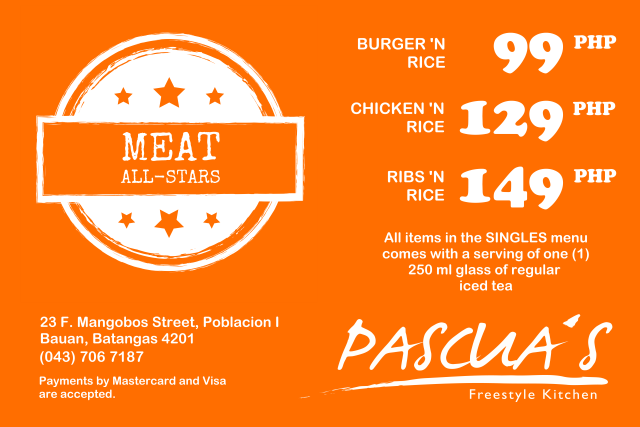 MEAT
ALL-STARS
BURGER 'N
RICE
99 PHP
CHICKEN 'N
RICE
129 PHP
RIBS 'N
RICE
149 PHP
All items in the SINGLES menu
comes with a serving of one (1)
250 ml glass of regular
iced tea
23 F. Mangobos Street, Poblacion I
Bauan, Batangas 4201
(043) 706 7187
Payments by Mastercard and Visa
are accepted.
PASCUA'S
Freestyle Kitchen